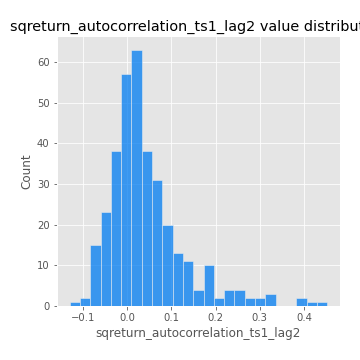 sqreturn_autocorrelation_ts1_lag2 value distribut
60
50
40
30
20
10
0
Count
−0.1 0.0 0.1 0.2 0.3 0.4
sqreturn_autocorrelation_ts1_lag2